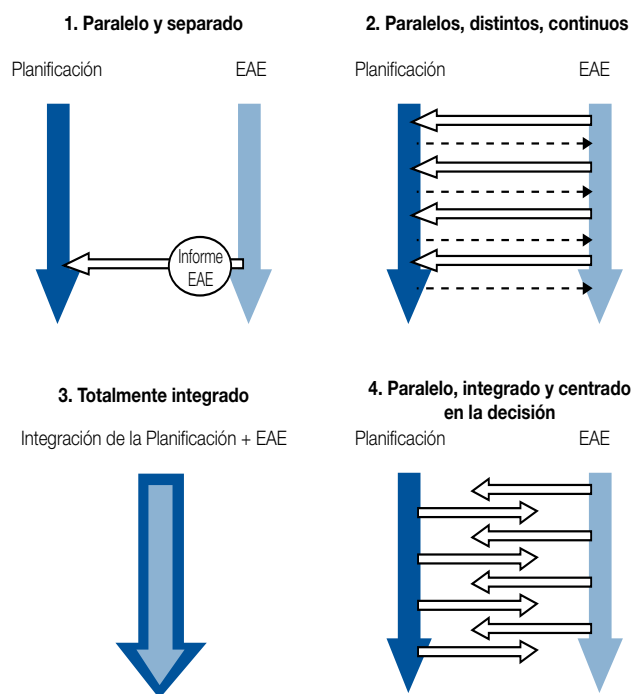 1. Paralelo y separado
Planificación
EAE
Informe
EAE
2. Paralelos, distintos, continuos
Planificación
EAE
3. Totalmente integrado
Integración de la Planificación + EAE
4. Paralelo, integrado y centrado
en la decisión
Planificación
EAE